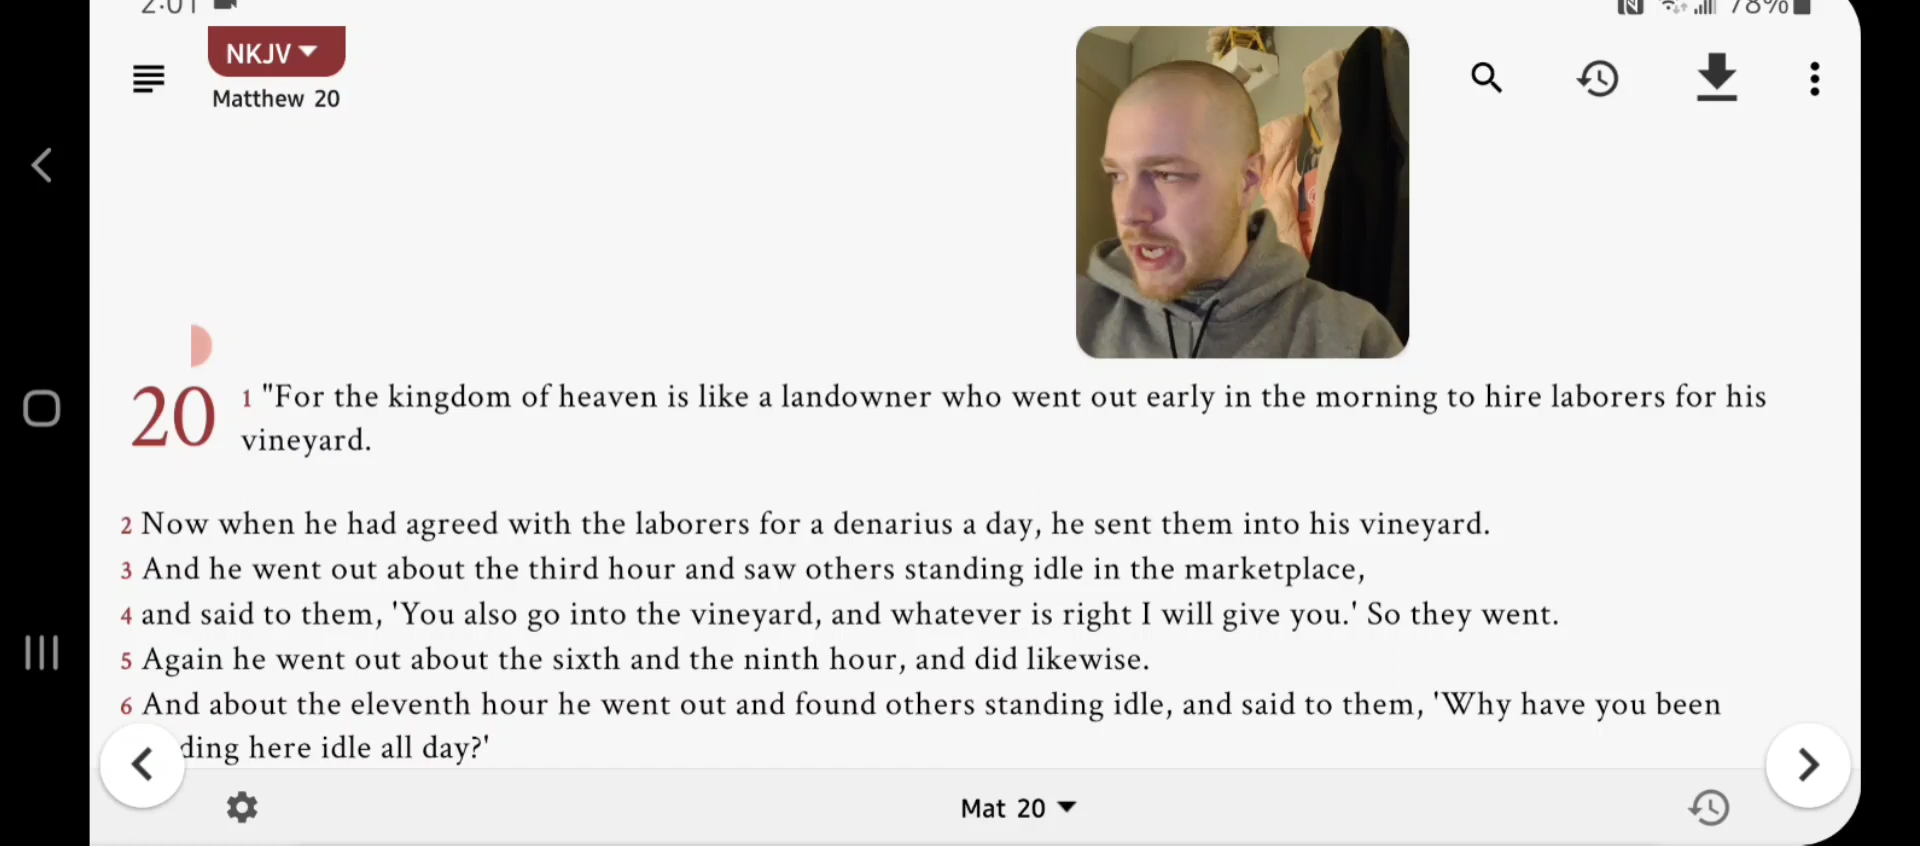 NKJV
Matthew 20
20 1 "For the kingdom of heaven is like a landowner who went out early in the morning to hire laborers for his
vineyard.
2 Now when he had agreed with the laborers for a denarius a day, he sent them into his vineyard.
3 And he went out about the third hour and saw others standing idle in the marketplace,
4 and said to them, 'You also go into the vineyard, and whatever is right I will give you.' So they went.
5 Again he went out about the sixth and the ninth hour, and did likewise.
6 And about the eleventh hour he went out and found others standing idle, and said to them, 'Why have you been
ding here idle all day?'
Mat 20